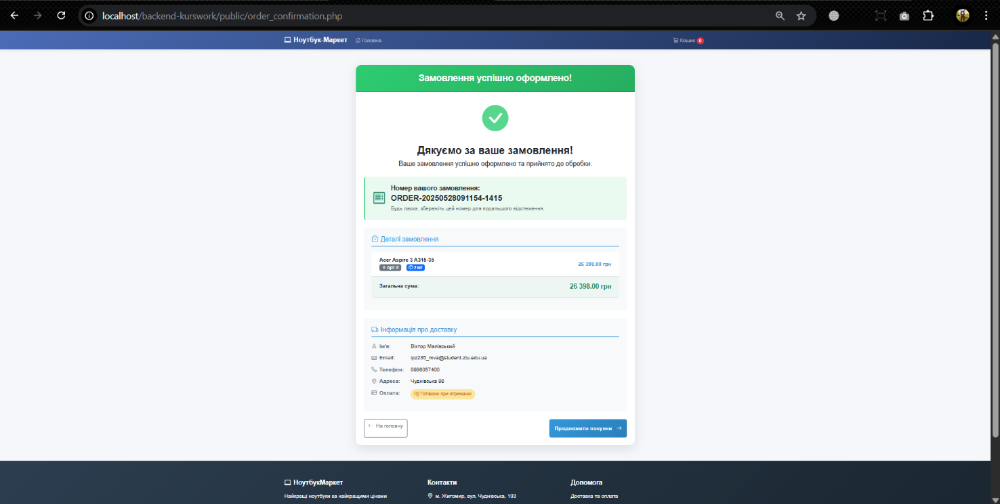 localhost/backend-kurswork/public/order_confirmation.php
Ноутбук-Маркет Головна Кошик 0
Замовлення успішно оформлено!
Дякуємо за ваше замовлення!
Ваше замовлення успішно оформлено та прийнято до обробки.
Номер вашого замовлення:
ORDER-20250528091154-1415
Будь ласка, збережіть цей номер для подальшого відстеження.
Деталі замовлення
Acer Aspire 3 A315-35
# Арт: 8 2 шт
26 398.00 грн
Загальна сума: 26 398.00 грн
Інформація про доставку
Ім'я: Віктор Малівський
Email: ipz235_mva@student.ztu.edu.ua
Телефон: 0986057400
Адреса: Чуднівська 98
Оплата: Готівкою при отриманні
← На головну Продовжити покупки →
НоутбукМаркет Контакти Допомога
Найкращі ноутбуки за найкращими цінами м. Житомир, вул. Чуднівська, 103 Доставка та оплата